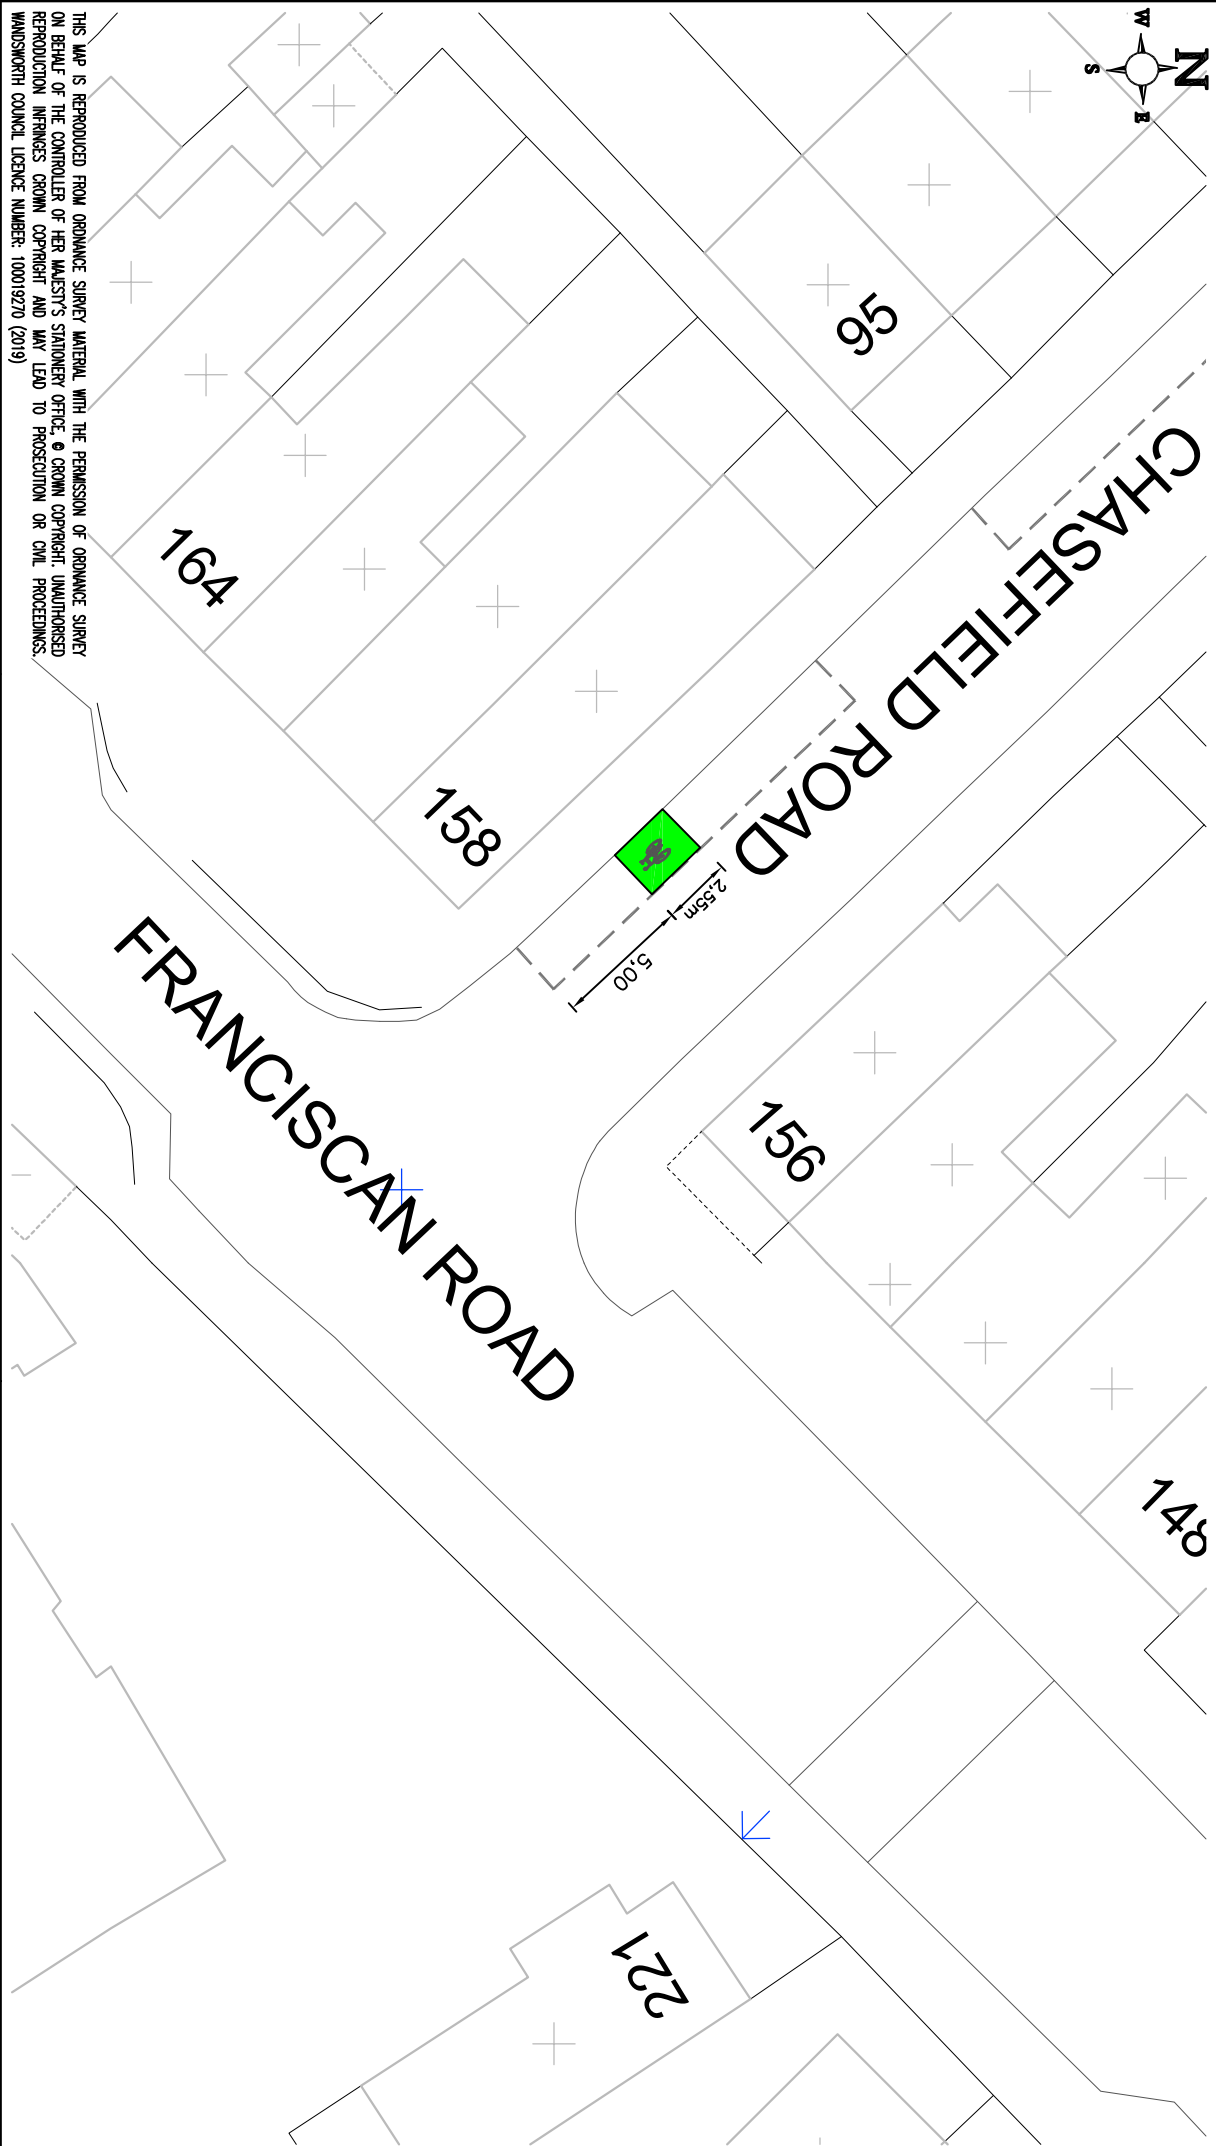 N
W
E
S
95
CHASEFIELD ROAD
164
158
2,55m
5,00
156
FRANCISCAN ROAD
148
221
THIS MAP IS REPRODUCED FROM ORDNANCE SURVEY MATERIAL WITH THE PERMISSION OF ORDNANCE SURVEY
ON BEHALF OF THE CONTROLLER OF HER MAJESTY'S STATIONERY OFFICE, © CROWN COPYRIGHT. UNAUTHORISED
REPRODUCTION INFRINGES CROWN COPYRIGHT AND MAY LEAD TO PROSECUTION OR CIVIL PROCEEDINGS.
WANDSWORTH COUNCIL LICENCE NUMBER: 100019270 (2019)